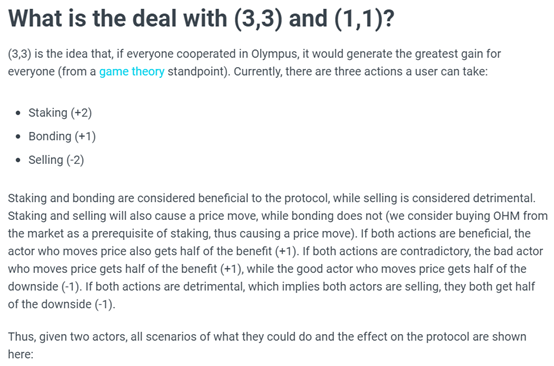 What is the deal with (3,3) and (1,1)?
(3,3) is the idea that, if everyone cooperated in Olympus, it would generate the greatest gain for
everyone (from a game theory standpoint). Currently, there are three actions a user can take:
• Staking (+2)
• Bonding (+1)
• Selling (-2)
Staking and bonding are considered beneficial to the protocol, while selling is considered detrimental.
Staking and selling will also cause a price move, while bonding does not (we consider buying OHM from
the market as a prerequisite of staking, thus causing a price move). If both actions are beneficial, the
actor who moves price also gets half of the benefit (+1). If both actions are contradictory, the bad actor
who moves price gets half of the benefit (+1), while the good actor who moves price gets half of the
downside (-1). If both actions are detrimental, which implies both actors are selling, they both get half
of the downside (-1).
Thus, given two actors, all scenarios of what they could do and the effect on the protocol are shown
here: